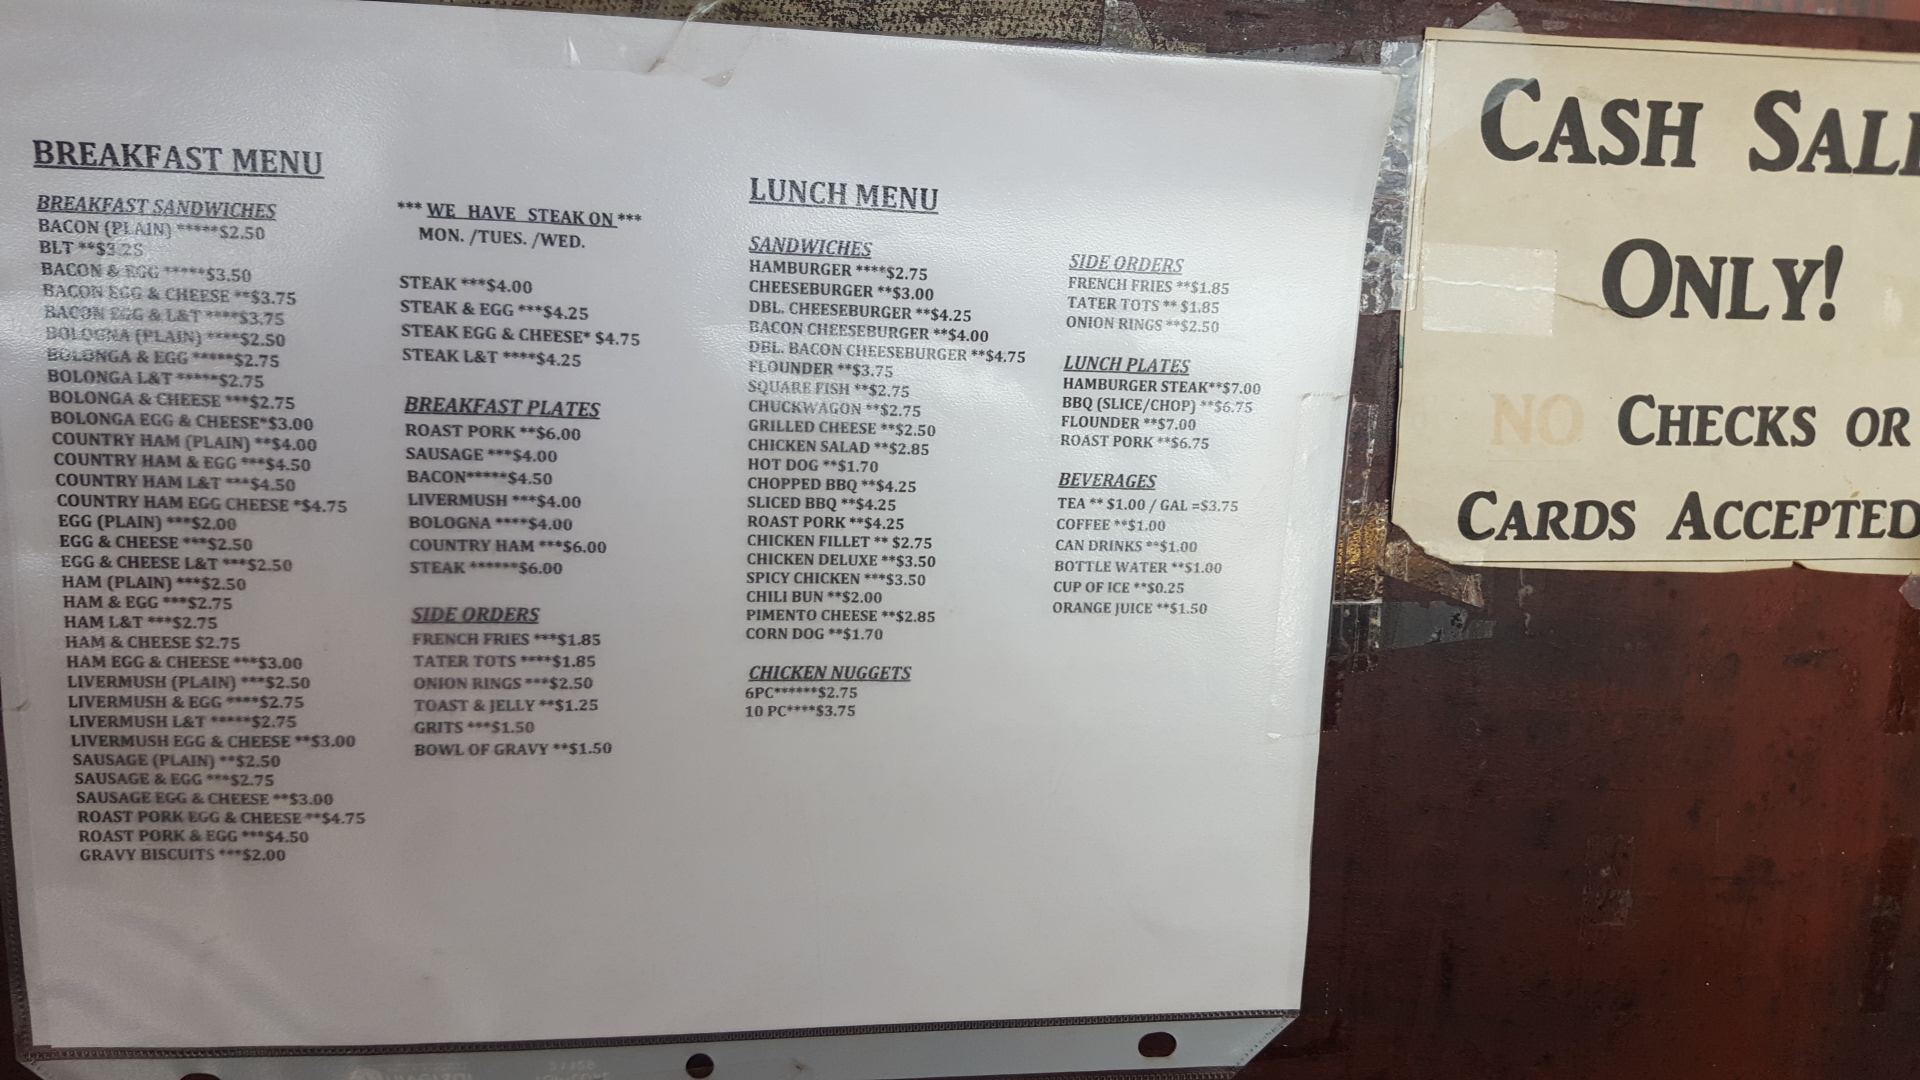 BREAKFAST MENU
BREAKFAST SANDWICHES
BACON (PLAIN) *****$2.50
BLT **$3.25
BACON & EGG *****$3.50
BACON EGG & CHEESE **$3.75
BACON EGG & L&T ****$3.75
BOLOGNA (PLAIN) ****$2.50
BOLONGA & EGG *****$2.75
BOLONGA L&T *****$2.75
BOLONGA & CHEESE ***$2.75
BOLONGA EGG & CHEESE*$3.00
COUNTRY HAM (PLAIN) **$4.00
COUNTRY HAM & EGG ***$4.50
COUNTRY HAM L&T ***$4.50
COUNTRY HAM EGG CHEESE *$4.75
EGG (PLAIN) ***$2.00
EGG & CHEESE ***$2.50
EGG & CHEESE L&T ***$2.50
HAM (PLAIN) ***$2.50
HAM & EGG ***$2.75
HAM L&T ***$2.75
HAM & CHEESE $2.75
HAM EGG & CHEESE ***$3.00
LIVERMUSH (PLAIN) ***$2.50
LIVERMUSH & EGG ****$2.75
LIVERMUSH L&T *****$2.75
LIVERMUSH EGG & CHEESE **$3.00
SAUSAGE (PLAIN) **$2.50
SAUSAGE & EGG ***$2.75
SAUSAGE EGG & CHEESE **$3.00
ROAST PORK EGG & CHEESE **$4.75
ROAST PORK & EGG ***$4.50
GRAVY BISCUITS ***$2.00
*** WE HAVE STEAK ON ***
MON. /TUES. /WED.
STEAK ***$4.00
STEAK & EGG ***$4.25
STEAK EGG & CHEESE* $4.75
STEAK L&T ****$4.25
BREAKFAST PLATES
ROAST PORK **$6.00
SAUSAGE ***$4.00
BACON*****$4.50
LIVERMUSH ***$4.00
BOLOGNA ****$4.00
COUNTRY HAM ***$6.00
STEAK ******$6.00
SIDE ORDERS
FRENCH FRIES ***$1.85
TATER TOTS ****$1.85
ONION RINGS ***$2.50
TOAST & JELLY **$1.25
GRITS ***$1.50
BOWL OF GRAVY **$1.50
LUNCH MENU
SANDWICHES
HAMBURGER ****$2.75
CHEESEBURGER **$3.00
DBL. CHEESEBURGER **$4.25
BACON CHEESEBURGER **$4.00
DBL. BACON CHEESEBURGER **$4.75
FLOUNDER **$3.75
SQUARE FISH **$2.75
CHUCKWAGON **$2.75
GRILLED CHEESE **$2.50
CHICKEN SALAD **$2.85
HOT DOG **$1.70
CHOPPED BBQ **$4.25
SLICED BBQ **$4.25
ROAST PORK **$4.25
CHICKEN FILLET ** $2.75
CHICKEN DELUXE **$3.50
SPICY CHICKEN ***$3.50
CHILI BUN **$2.00
PIMENTO CHEESE **$2.85
CORN DOG **$1.70
CHICKEN NUGGETS
6PC******$2.75
10 PC****$3.75
SIDE ORDERS
FRENCH FRIES **$1.85
TATER TOTS ** $1.85
ONION RINGS **$2.50
LUNCH PLATES
HAMBURGER STEAK**$7.00
BBQ (SLICE/CHOP) **$6.75
FLOUNDER **$7.00
ROAST PORK **$6.75
BEVERAGES
TEA ** $1.00 / GAL =$3.75
COFFEE **$1.00
CAN DRINKS **$1.00
BOTTLE WATER **$1.00
CUP OF ICE **$0.25
ORANGE JUICE **$1.50
CASH SALE
ONLY!
NO CHECKS OR
CARDS ACCEPTED